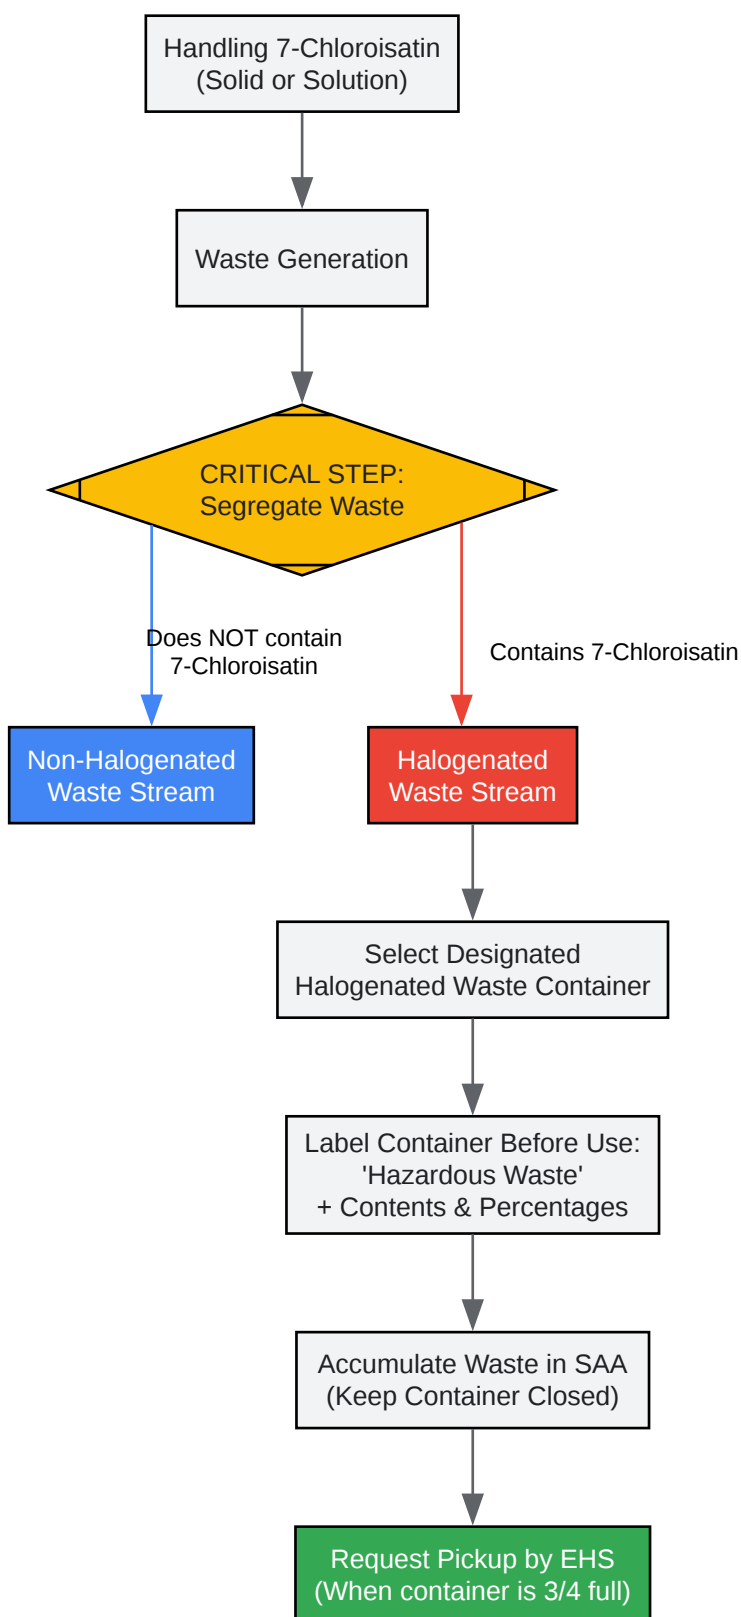 Handling 7-Chloroisatin
(Solid or Solution)
Waste Generation
CRITICAL STEP:
Segregate Waste
Does NOT contain
7-Chloroisatin
Contains 7-Chloroisatin
Non-Halogenated
Waste Stream
Halogenated
Waste Stream
Select Designated
Halogenated Waste Container
Label Container Before Use:
'Hazardous Waste'
+ Contents & Percentages
Accumulate Waste in SAA
(Keep Container Closed)
Request Pickup by EHS
(When container is 3/4 full)